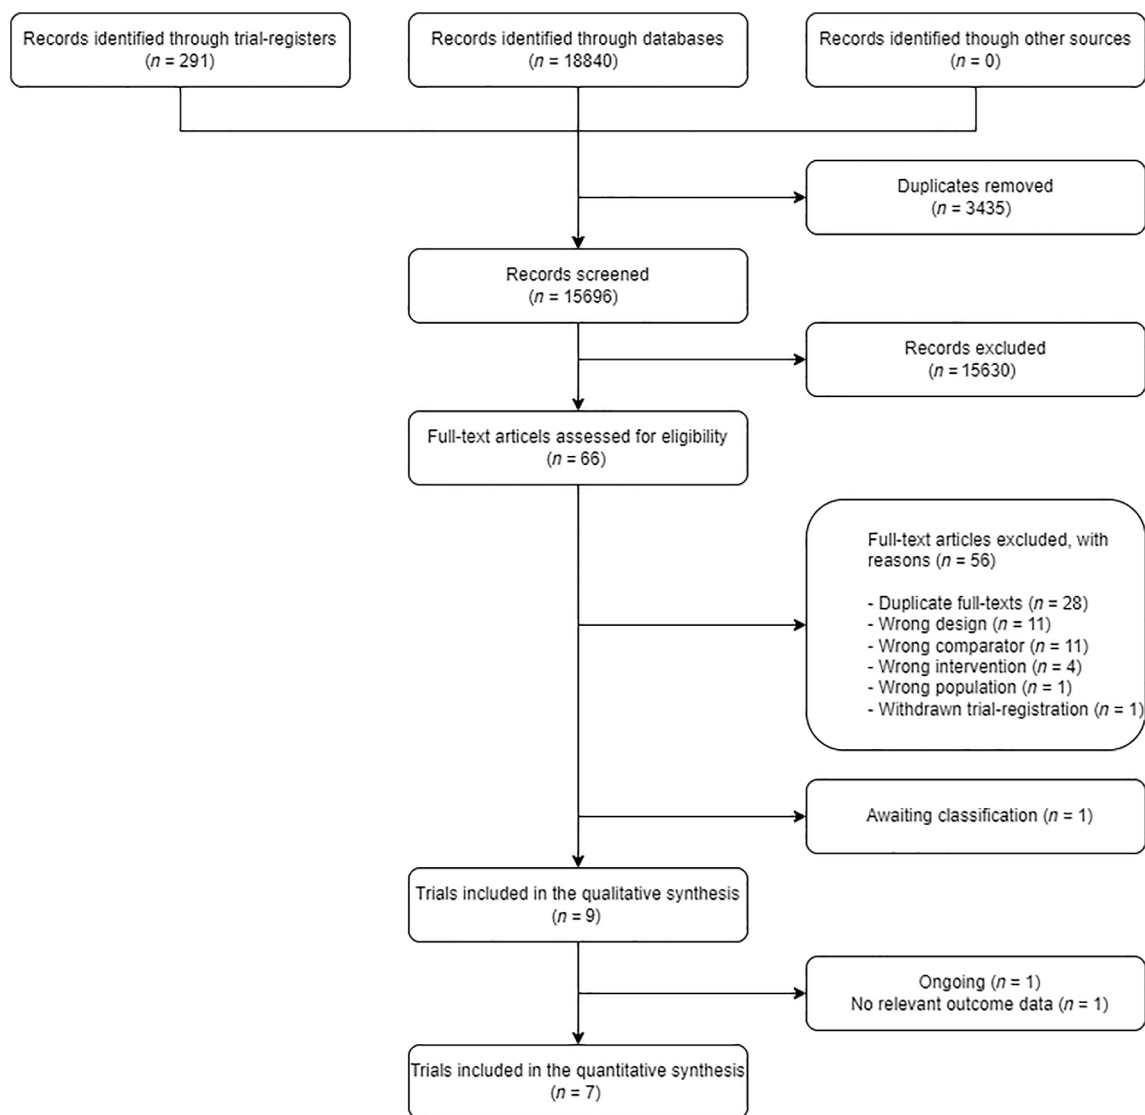 Records identified through trial-registers
(n = 291)
Records identified through databases
(n = 18840)
Records identified though other sources
(n = 0)
Duplicates removed
(n = 3435)
Records screened
(n = 15696)
Records excluded
(n = 15630)
Full-text articels assessed for eligibility
(n = 66)
Full-text articles excluded, with
reasons (n = 56)
- Duplicate full-texts (n = 28)
- Wrong design (n = 11)
- Wrong comparator (n = 11)
- Wrong intervention (n = 4)
- Wrong population (n = 1)
- Withdrawn trial-registration (n = 1)
Awaiting classification (n = 1)
Trials included in the qualitative synthesis
(n = 9)
Ongoing (n = 1)
No relevant outcome data (n = 1)
Trials included in the quantitative synthesis
(n = 7)